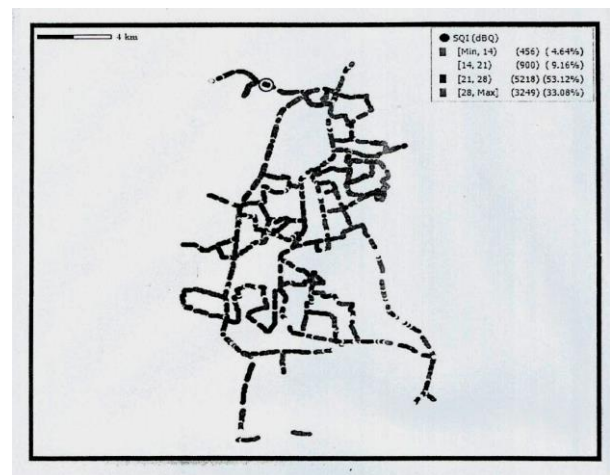 4 km
SQI (dBQ)
[Min, 14) (456) ( 4.64%)
[14, 21) (900) ( 9.16%)
[21, 28) (5218) (53.12%)
[28, Max] (3249) (33.08%)